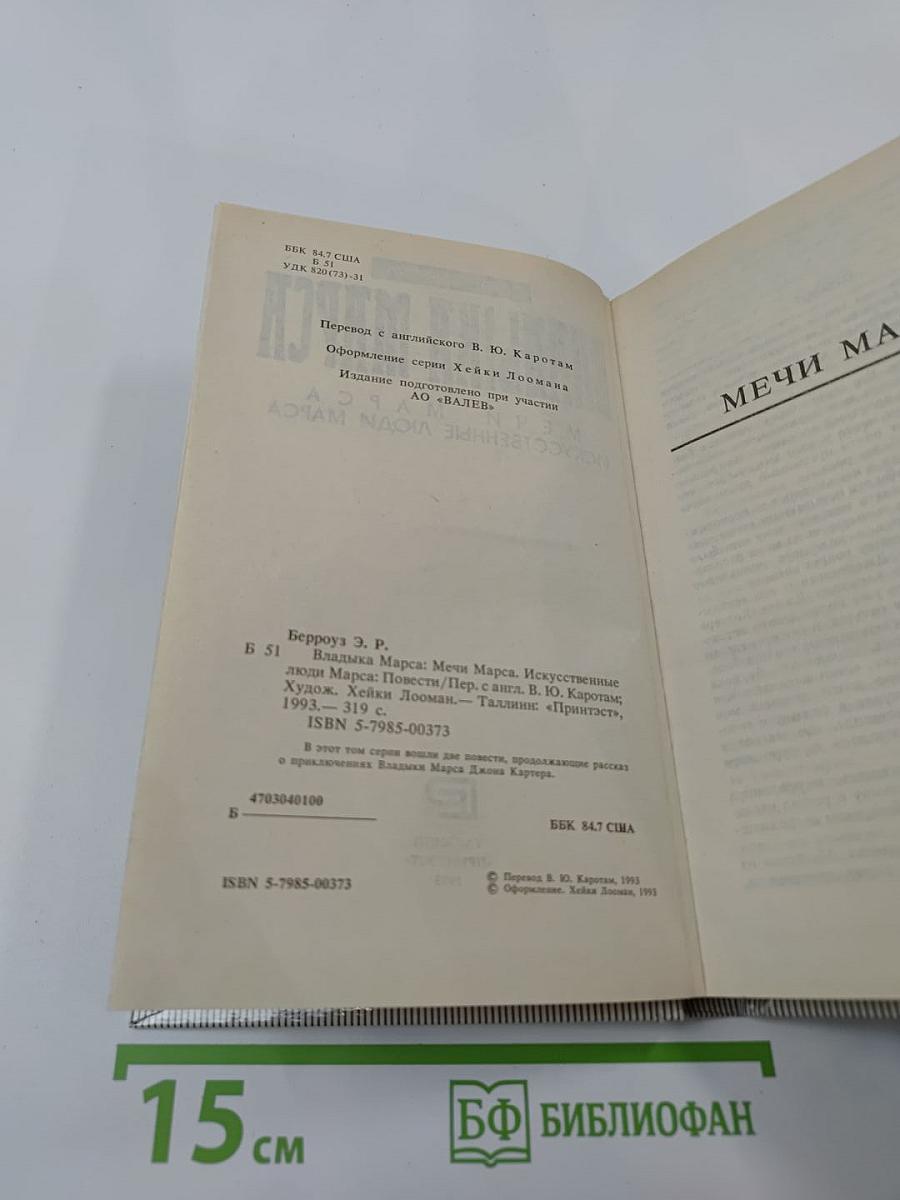 ББК 84.7 США
Б 51
УДК 820(73)-31
Перевод с английского В. Ю. Каротам
Оформление серии Хейки Лоомана
Издание подготовлено при участии
АО «ВАЛЕВ»
Берроуз Э. Р.
Б 51 Владыка Марса: Мечи Марса. Искусственные
люди Марса: Повести/Пер. с англ. В. Ю. Каротам;
Худож. Хейки Лооман.— Таллинн: «Принтэст»,
1993.— 319 с.
ISBN 5-7985-00373
В этот том серии вошли две повести, продолжающие рассказ
о приключениях Владыки Марса Джона Картера.
4703040100
Б
ББК 84.7 США
ISBN 5-7985-00373
© Перевод В. Ю. Каротам, 1993
© Оформление. Хейки Лооман, 1993
МЕЧИ МА
15 см
БФ БИБЛИОФАН